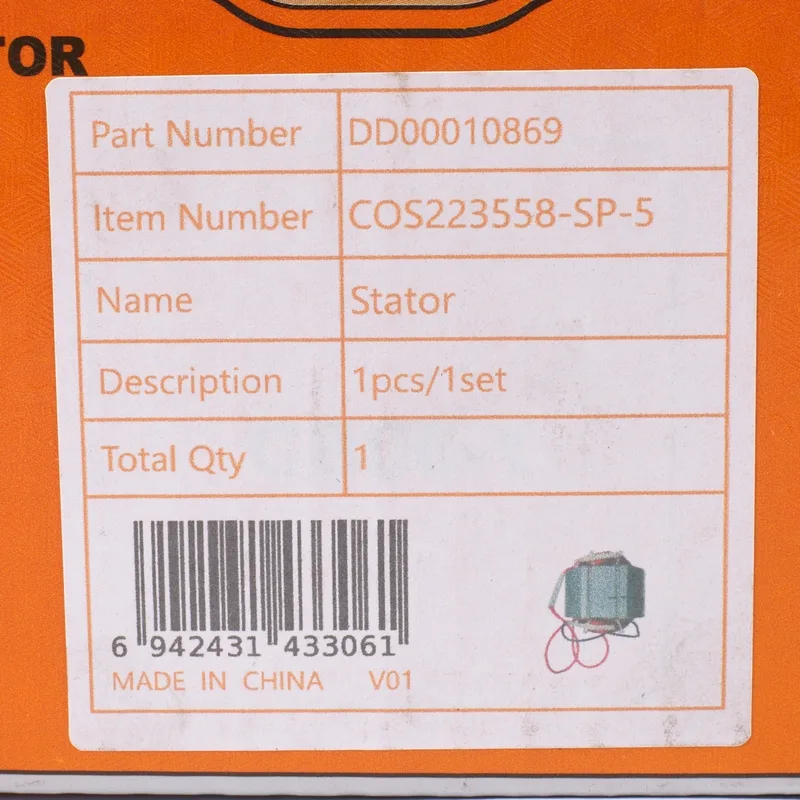 TOR
Part Number DD00010869
Item Number COS223558-SP-5
Name Stator
Description 1pcs/1set
Total Qty 1
6 942431 433061
MADE IN CHINA V01